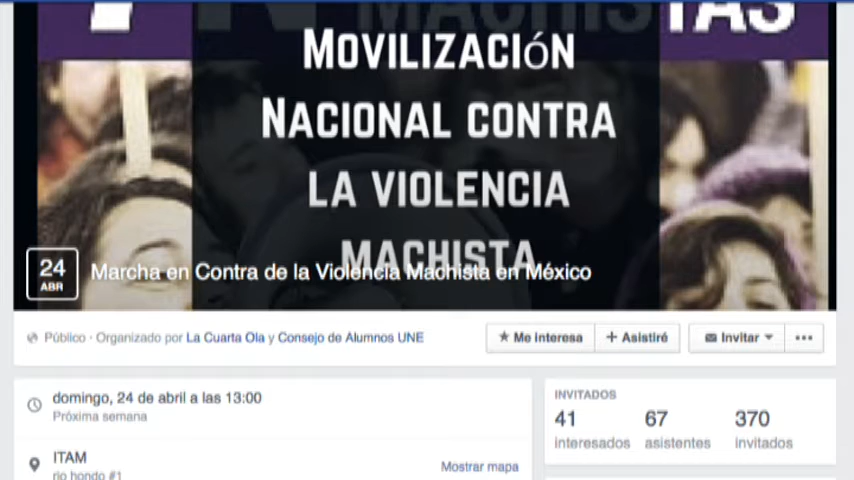 MACHISTAS
MOVILIZACIÓN
NACIONAL CONTRA
LA VIOLENCIA
MACHISTA
24
ABR
Marcha en Contra de la Violencia Machista en México
Público · Organizado por La Cuarta Ola y Consejo de Alumnos UNE
★ Me interesa
+ Asistiré
Invitar
...
domingo, 24 de abril a las 13:00
Próxima semana
ITAM
rio hondo #1
Mostrar mapa
INVITADOS
41 67 370
interesados asistentes invitados